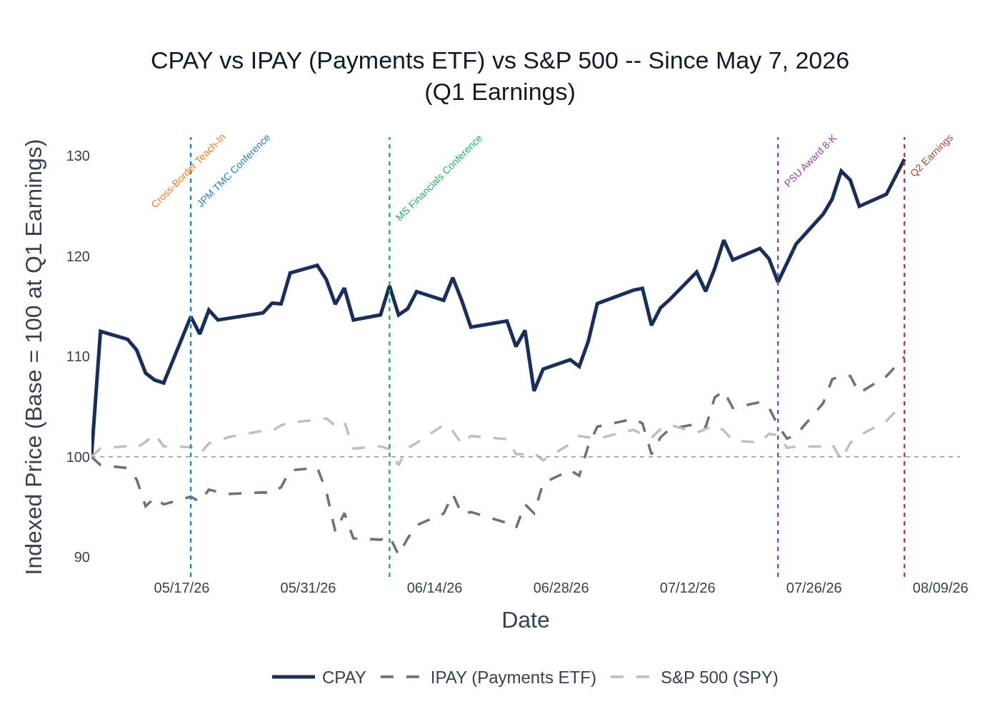 CPAY vs IPAY (Payments ETF) vs S&P 500 -- Since May 7, 2026
(Q1 Earnings)
Cross-Border Teach-In
JPM TMC Conference
MS Financials Conference
PSU Award 8-K
Q2 Earnings
Indexed Price (Base = 100 at Q1 Earnings)
130
120
110
100
90
05/17/26
05/31/26
06/14/26
06/28/26
07/12/26
07/26/26
08/09/26
Date
CPAY
IPAY (Payments ETF)
S&P 500 (SPY)